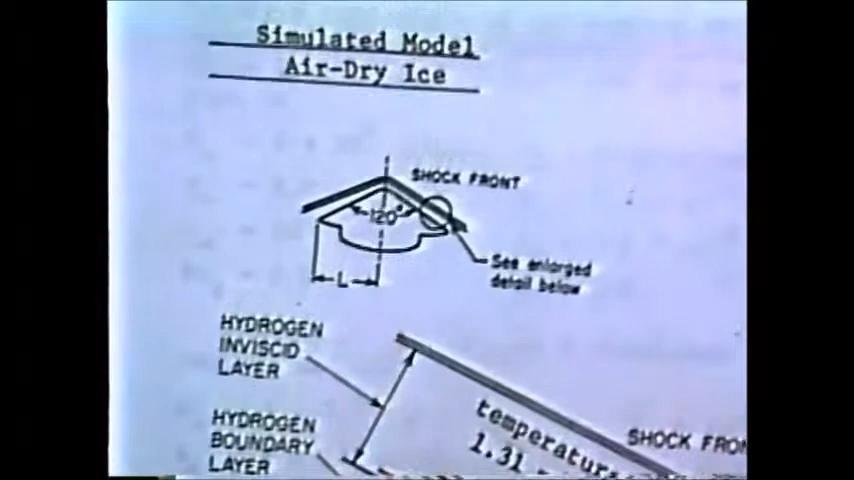 Simulated Model
Air-Dry Ice
SHOCK FRONT
120°
See enlarged
detail below
L
HYDROGEN
INVISCID
LAYER
temperature
1.31
SHOCK FRON
HYDROGEN
BOUNDARY
LAYER